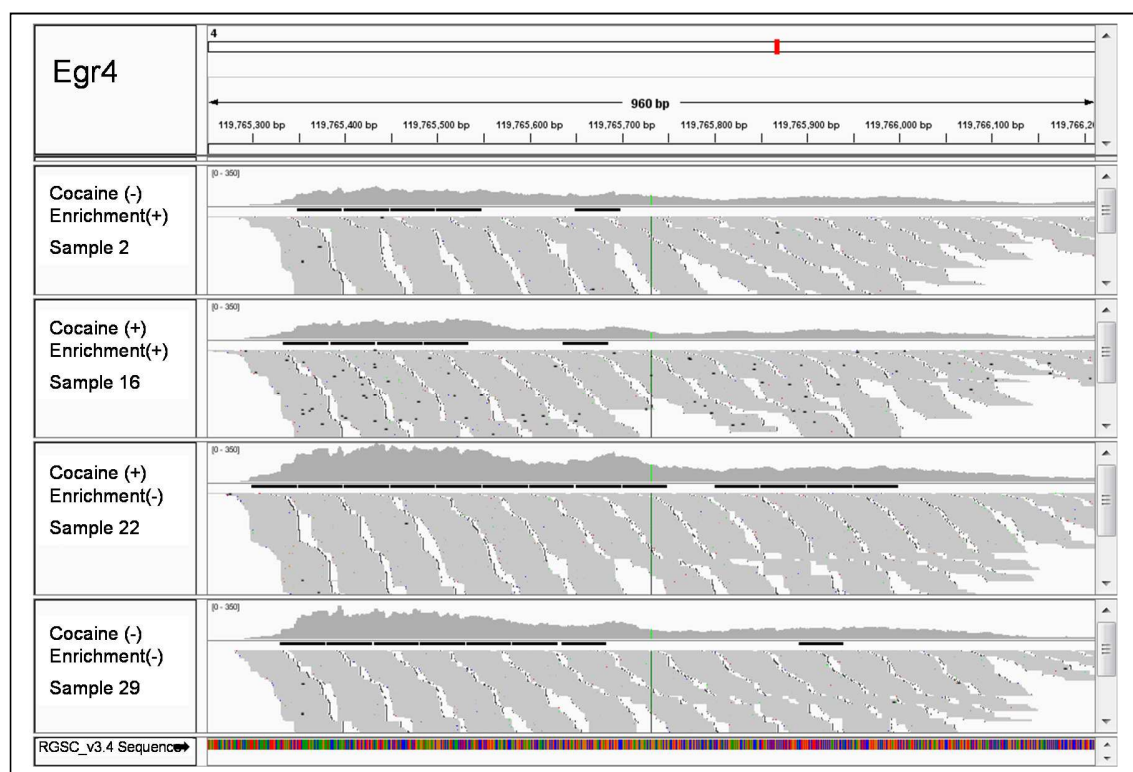 4
Egr4
960 bp
119,765,300 bp 119,765,400 bp 119,765,500 bp 119,765,600 bp 119,765,700 bp 119,765,800 bp 119,765,900 bp 119,766,000 bp 119,766,100 bp 119,766,2
[0 - 350]
Cocaine (-)
Enrichment(+)
Sample 2
[0 - 350]
Cocaine (+)
Enrichment(+)
Sample 16
[0 - 350]
Cocaine (+)
Enrichment(-)
Sample 22
[0 - 350]
Cocaine (-)
Enrichment(-)
Sample 29
RGSC_v3.4 Sequence